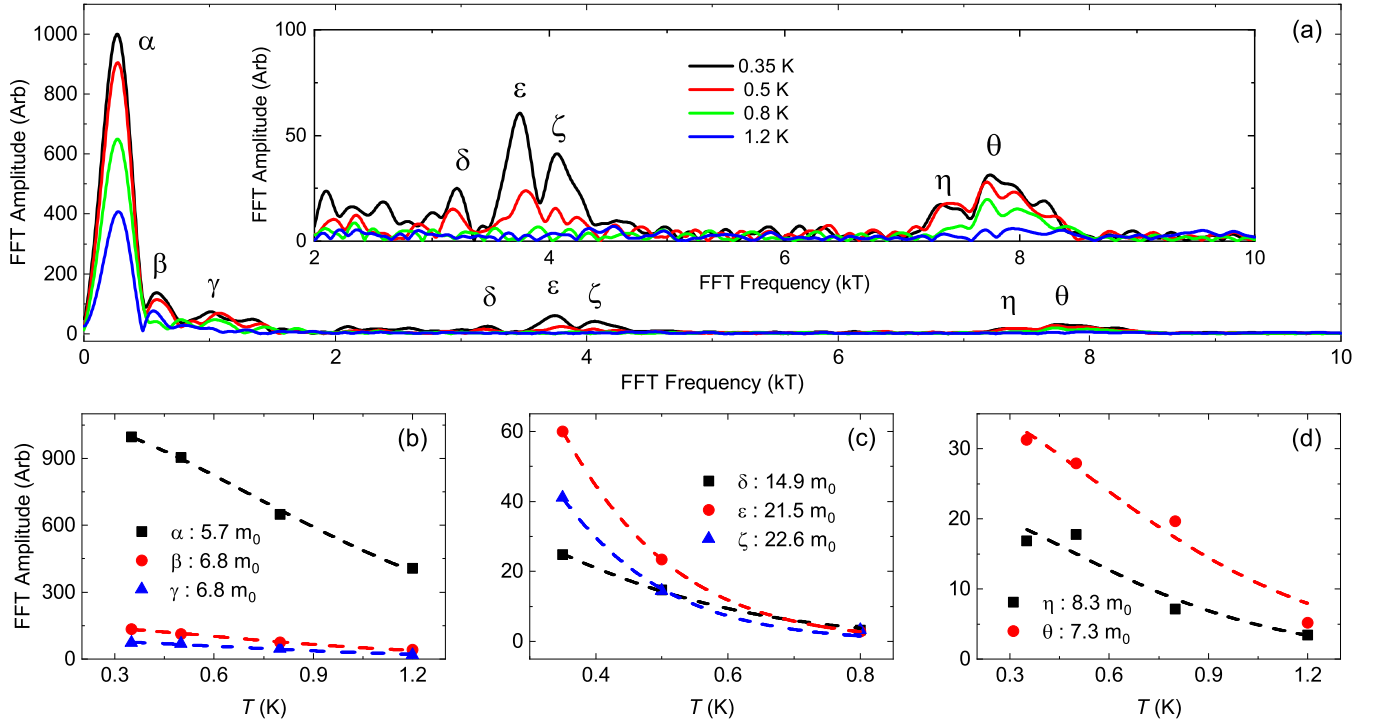 (a)
FFT Amplitude (Arb)
1000
800
600
400
200
0
α
β
γ
δ
ε
ζ
η
θ
0 2 4 6 8 10
FFT Frequency (kT)
FFT Amplitude (Arb)
100
50
0
δ
ε
ζ
η
θ
0.35 K
0.5 K
0.8 K
1.2 K
2 4 6 8 10
FFT Frequency (kT)
(b)
FFT Amplitude (Arb)
900
600
300
0
α : 5.7 m₀
β : 6.8 m₀
γ : 6.8 m₀
0.3 0.6 0.9 1.2
T (K)
(c)
60
40
20
0
δ : 14.9 m₀
ε : 21.5 m₀
ζ : 22.6 m₀
0.4 0.6 0.8
T (K)
(d)
30
20
10
0
η : 8.3 m₀
θ : 7.3 m₀
0.3 0.6 0.9 1.2
T (K)